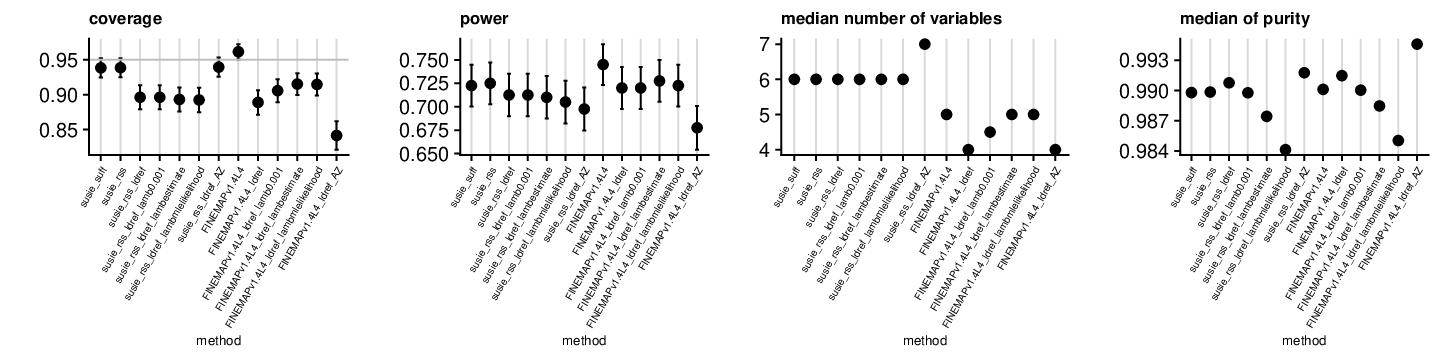 coverage
0.95
0.90
0.85
susie_suff
susie_rss
susie_rss_ldref
susie_rss_ldref_lamb0.001
susie_rss_ldref_lambestimate
susie_rss_ldref_lambmlelikelihood
susie_rss_ldref_AZ
FINEMAPv1.4L4
FINEMAPv1.4L4_ldref
FINEMAPv1.4L4_ldref_lamb0.001
FINEMAPv1.4L4_ldref_lambestimate
FINEMAPv1.4L4_ldref_lambmlelikelihood
FINEMAPv1.4L4_ldref_AZ
method
power
0.750
0.725
0.700
0.675
0.650
susie_suff
susie_rss
susie_rss_ldref
susie_rss_ldref_lamb0.001
susie_rss_ldref_lambestimate
susie_rss_ldref_lambmlelikelihood
susie_rss_ldref_AZ
FINEMAPv1.4L4
FINEMAPv1.4L4_ldref
FINEMAPv1.4L4_ldref_lamb0.001
FINEMAPv1.4L4_ldref_lambestimate
FINEMAPv1.4L4_ldref_lambmlelikelihood
FINEMAPv1.4L4_ldref_AZ
method
median number of variables
7
6
5
4
susie_suff
susie_rss
susie_rss_ldref
susie_rss_ldref_lamb0.001
susie_rss_ldref_lambestimate
susie_rss_ldref_lambmlelikelihood
susie_rss_ldref_AZ
FINEMAPv1.4L4
FINEMAPv1.4L4_ldref
FINEMAPv1.4L4_ldref_lamb0.001
FINEMAPv1.4L4_ldref_lambestimate
FINEMAPv1.4L4_ldref_lambmlelikelihood
FINEMAPv1.4L4_ldref_AZ
method
median of purity
0.993
0.990
0.987
0.984
susie_suff
susie_rss
susie_rss_ldref
susie_rss_ldref_lamb0.001
susie_rss_ldref_lambestimate
susie_rss_ldref_lambmlelikelihood
susie_rss_ldref_AZ
FINEMAPv1.4L4
FINEMAPv1.4L4_ldref
FINEMAPv1.4L4_ldref_lamb0.001
FINEMAPv1.4L4_ldref_lambestimate
FINEMAPv1.4L4_ldref_lambmlelikelihood
FINEMAPv1.4L4_ldref_AZ
method